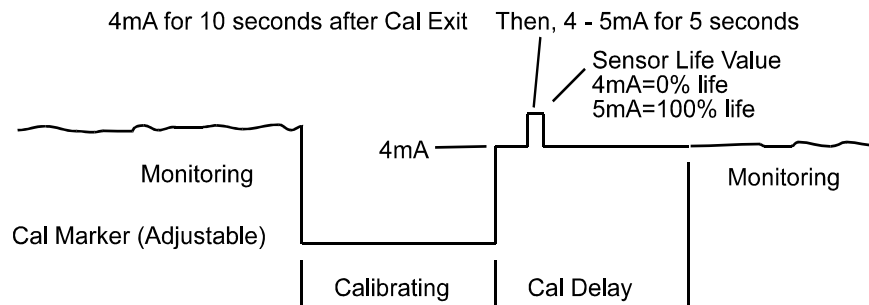 4mA for 10 seconds after Cal Exit
Then, 4 - 5mA for 5 seconds
Sensor Life Value
4mA=0% life
5mA=100% life
4mA
Monitoring
Monitoring
Cal Marker (Adjustable)
Calibrating
Cal Delay